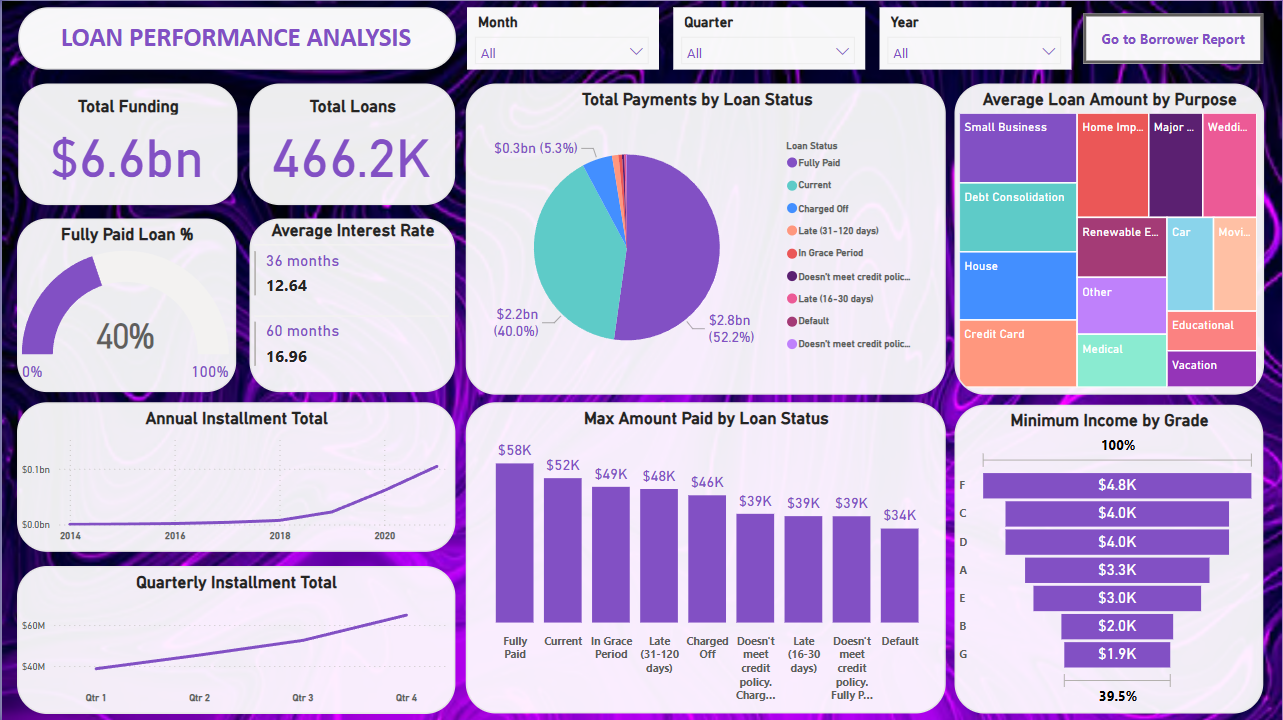 LOAN PERFORMANCE ANALYSIS
Month
All
Quarter
All
Year
All
Go to Borrower Report
Total Funding
$6.6bn
Total Loans
466.2K
Fully Paid Loan %
40%
0%
100%
Average Interest Rate
36 months
12.64
60 months
16.96
Total Payments by Loan Status
$0.3bn (5.3%)
$2.2bn
(40.0%)
$2.8bn
(52.2%)
Loan Status
Fully Paid
Current
Charged Off
Late (31-120 days)
In Grace Period
Doesn't meet credit polic...
Late (16-30 days)
Default
Doesn't meet credit polic...
Average Loan Amount by Purpose
Small Business
Debt Consolidation
House
Credit Card
Home Imp...
Major ...
Weddi...
Renewable E...
Other
Medical
Car
Movi...
Educational
Vacation
Annual Installment Total
$0.1bn
$0.0bn
2014
2016
2018
2020
Quarterly Installment Total
$60M
$40M
Qtr 1
Qtr 2
Qtr 3
Qtr 4
Max Amount Paid by Loan Status
$58K
$52K
$49K
$48K
$46K
$39K
$39K
$39K
$34K
Fully
Paid
Current
In Grace
Period
Late
(31-120
days)
Charged
Off
Doesn't
meet
credit
policy.
Charg...
Late
(16-30
days)
Doesn't
meet
credit
policy.
Fully P...
Default
Minimum Income by Grade
100%
F
$4.8K
C
$4.0K
D
$4.0K
A
$3.3K
E
$3.0K
B
$2.0K
G
$1.9K
39.5%